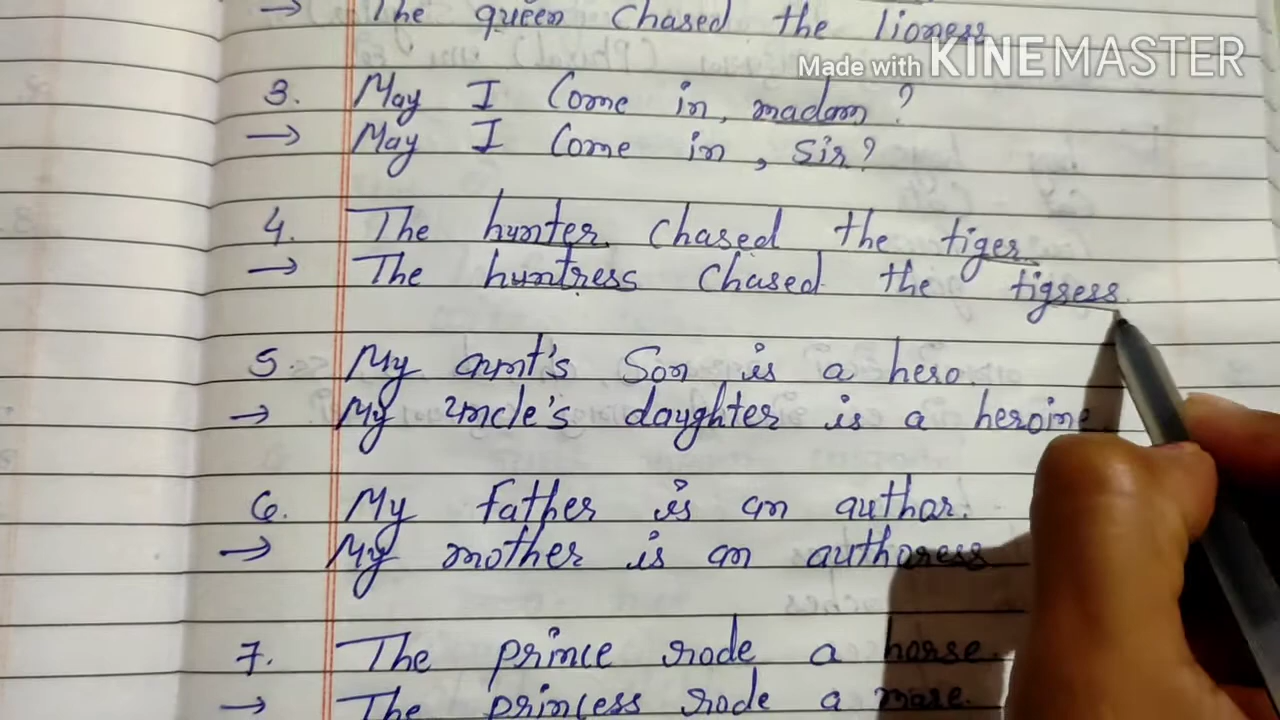 → The queen chased the lioness
Made with KINEMASTER
3. May I Come in, madam?
→ May I Come in, Sir?
4. The hunter chased the tiger.
→ The huntress chased the tigress.
5. My aunt's Son is a hero.
→ My uncle's daughter is a heroine.
6. My father is an author.
→ My mother is an authoress
7. The prince rode a horse.
→ The princess rode a mare.